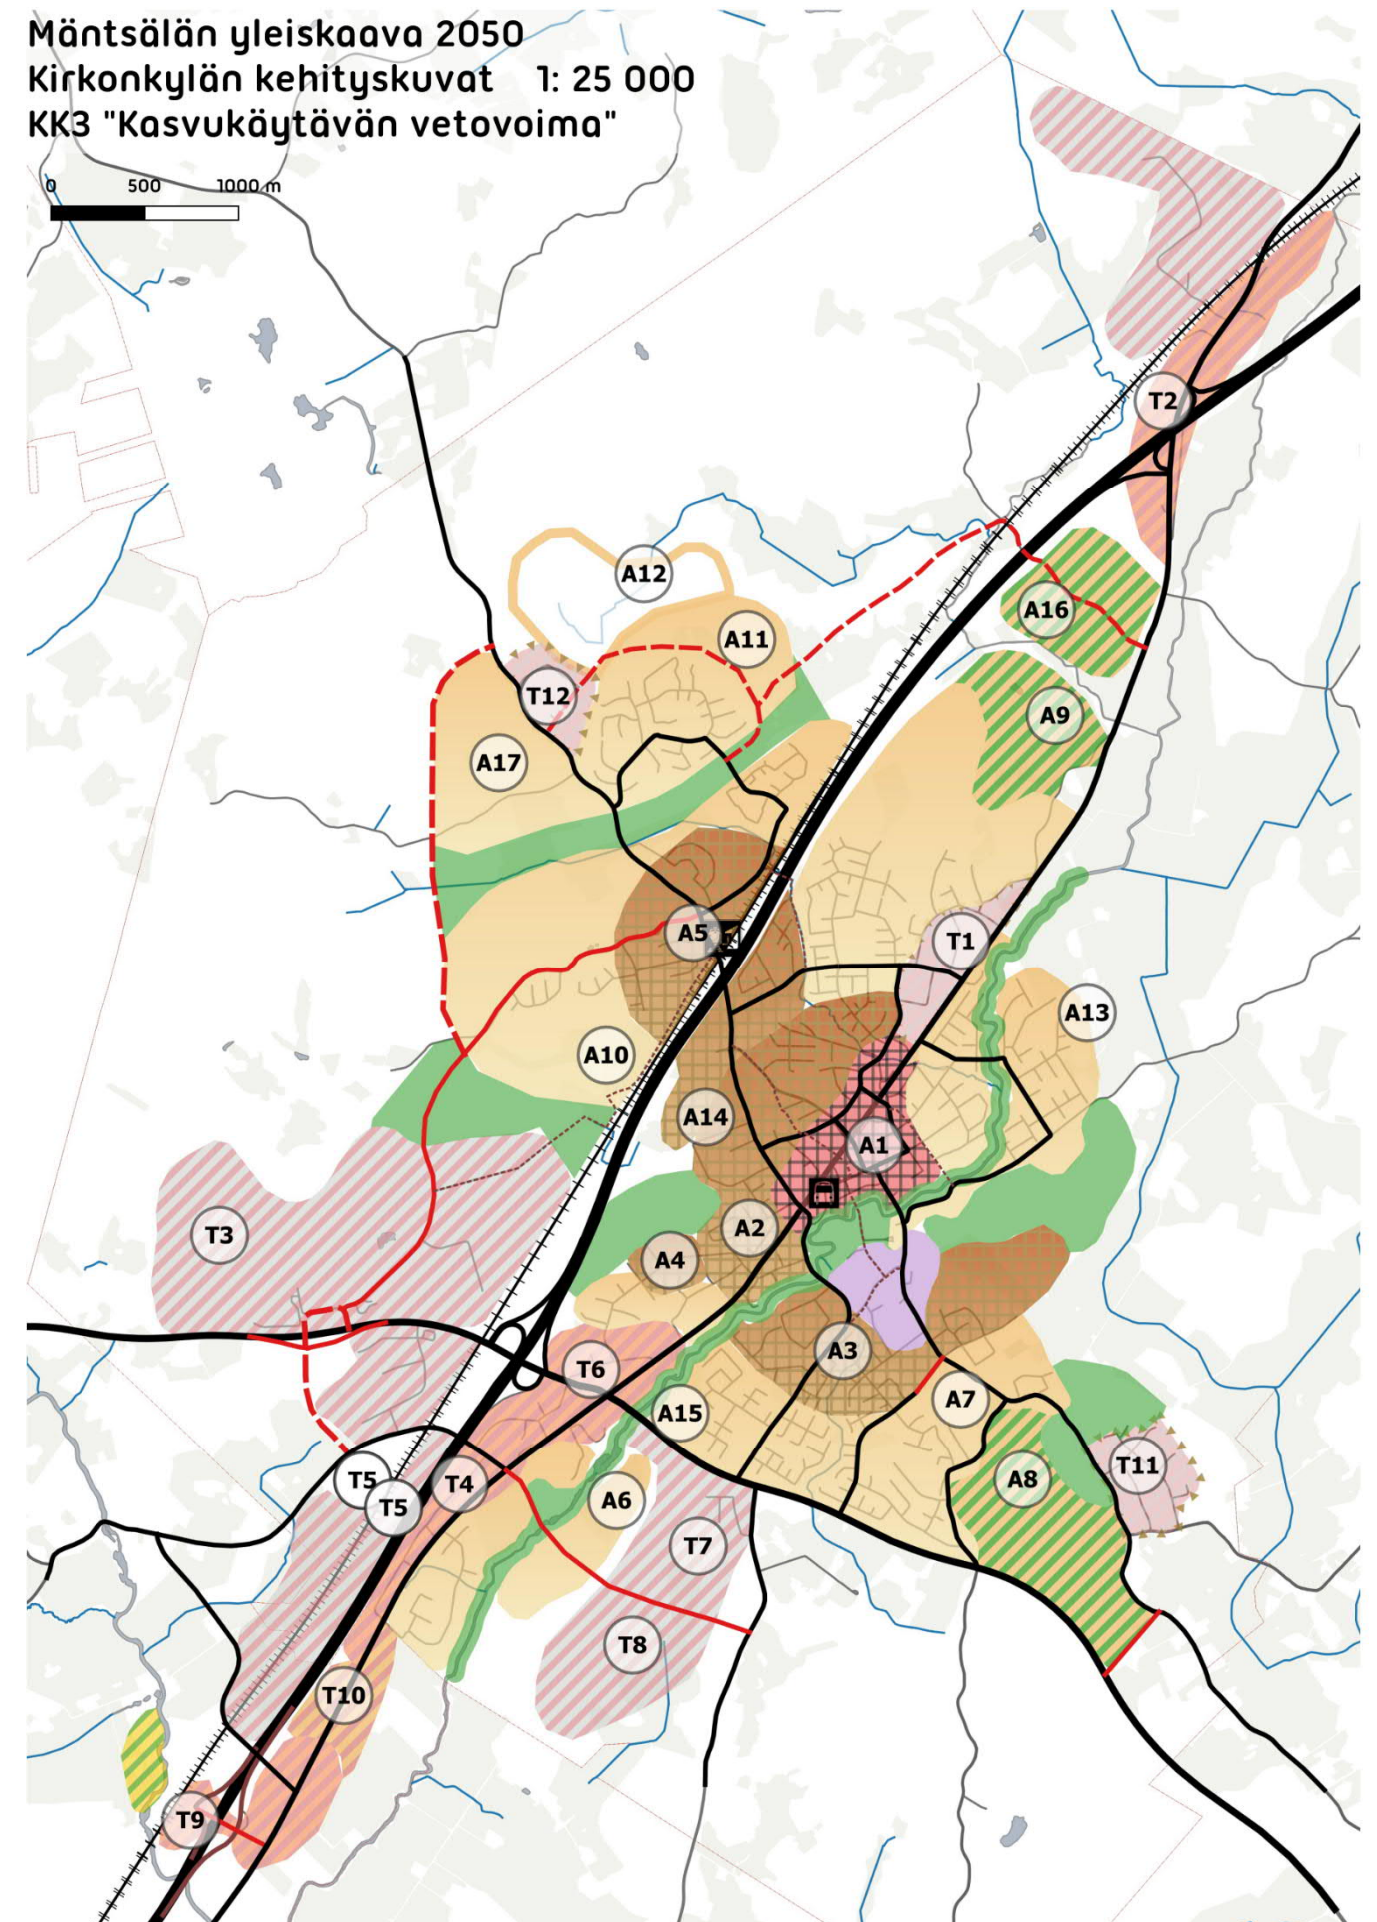 Mäntsälän yleiskaava 2050
Kirkonkylän kehityskuvat 1: 25 000
KK3 "Kasvukäytävän vetovoima"
0 500 1000 m
T2
A12
A16
A11
T12
A9
A17
A5
T1
A13
A10
A14
A1
T3
A2
A4
A3
T6
A7
A15
T5
T4
A8
T11
T5
A6
T7
T8
T10
T9